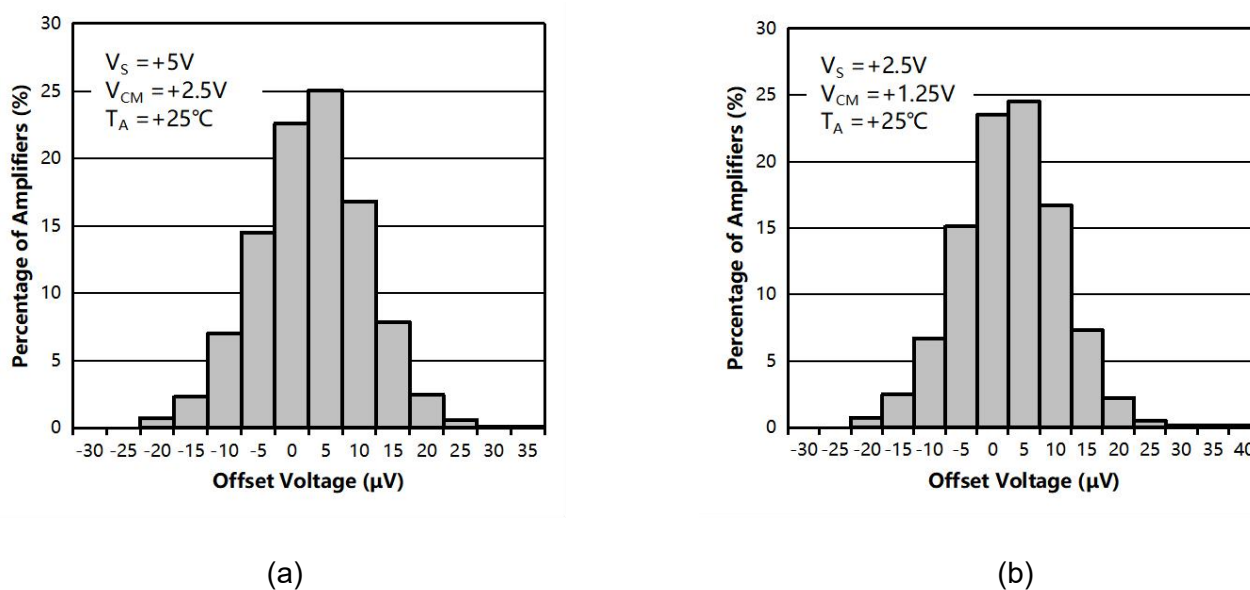 30
25
20
15
10
5
0
Percentage of Amplifiers (%)
V_S =+5V
V_CM =+2.5V
T_A =+25℃
-30 -25 -20 -15 -10 -5 0 5 10 15 20 25 30 35
Offset Voltage (μV)
(a)
30
25
20
15
10
5
0
Percentage of Amplifiers (%)
V_S =+2.5V
V_CM =+1.25V
T_A =+25℃
-30 -25 -20 -15 -10 -5 0 5 10 15 20 25 30 35 40
Offset Voltage (μV)
(b)